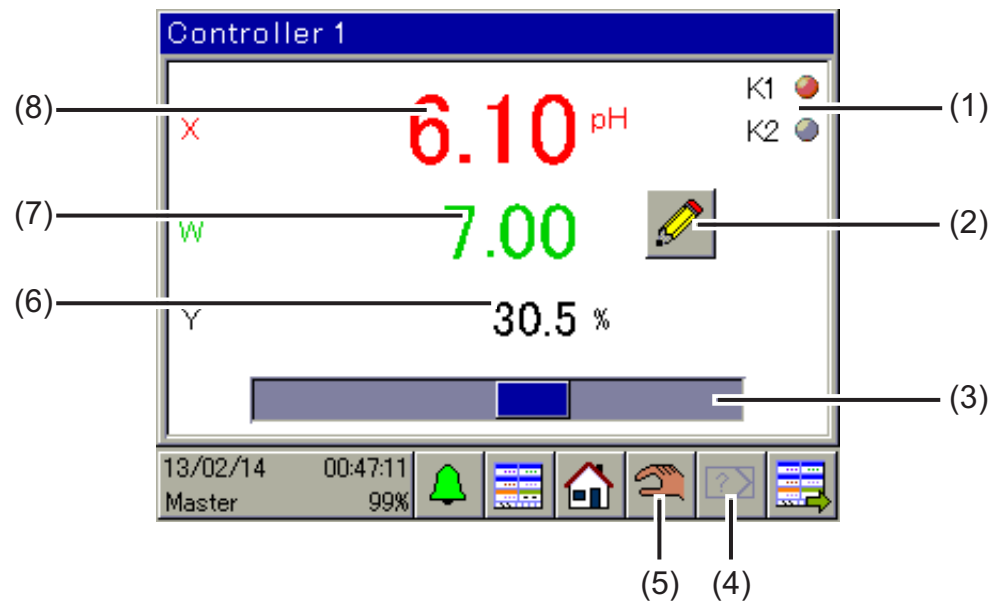 Controller 1
(8) X 6.10 pH K1 (1)
K2
(7) W 7.00 (2)
(6) Y 30.5 %
(3)
13/02/14 00:47:11
Master 99% ?
(5) (4)